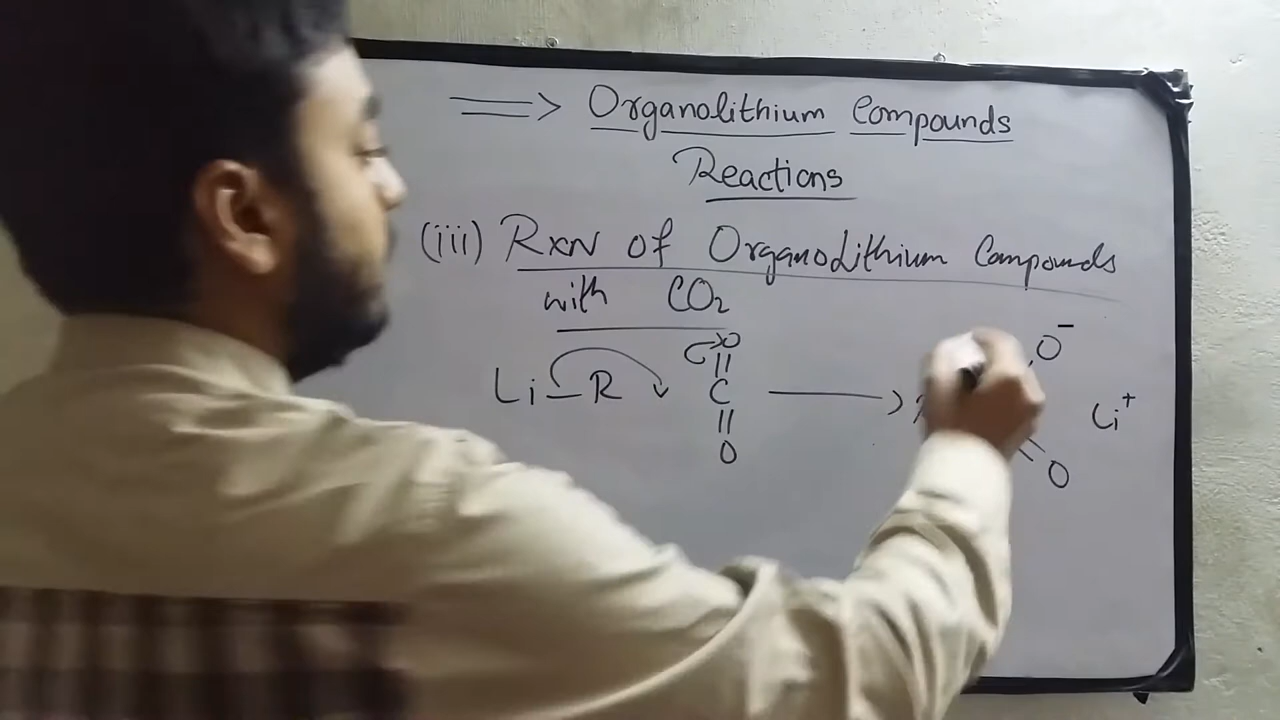 ⟹ Organolithium Compounds
Reactions
(iii) RXN of OrganoLithium Compounds
with CO₂
Li–R O=C=O ⟶ O⁻ O Li⁺